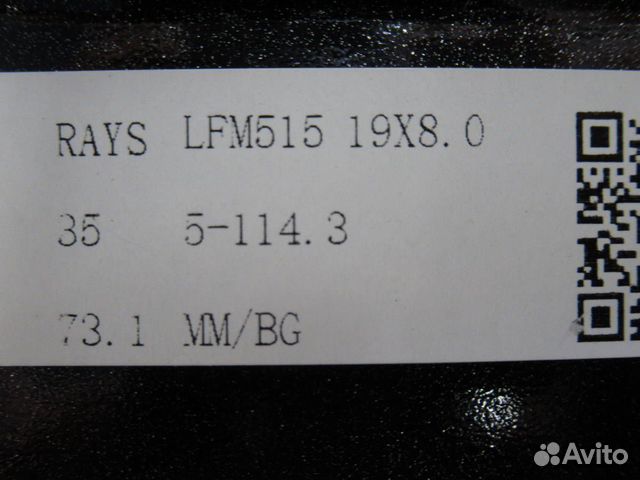 RAYS LFM515 19X8.0
35 5-114.3
73.1 MM/BG
Avito